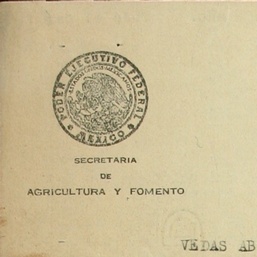 PODER EJECUTIVO FEDERAL
ESTADOS UNIDOS MEXICANOS
MEXICO
SECRETARIA
DE
AGRICULTURA Y FOMENTO
VEDAS AB